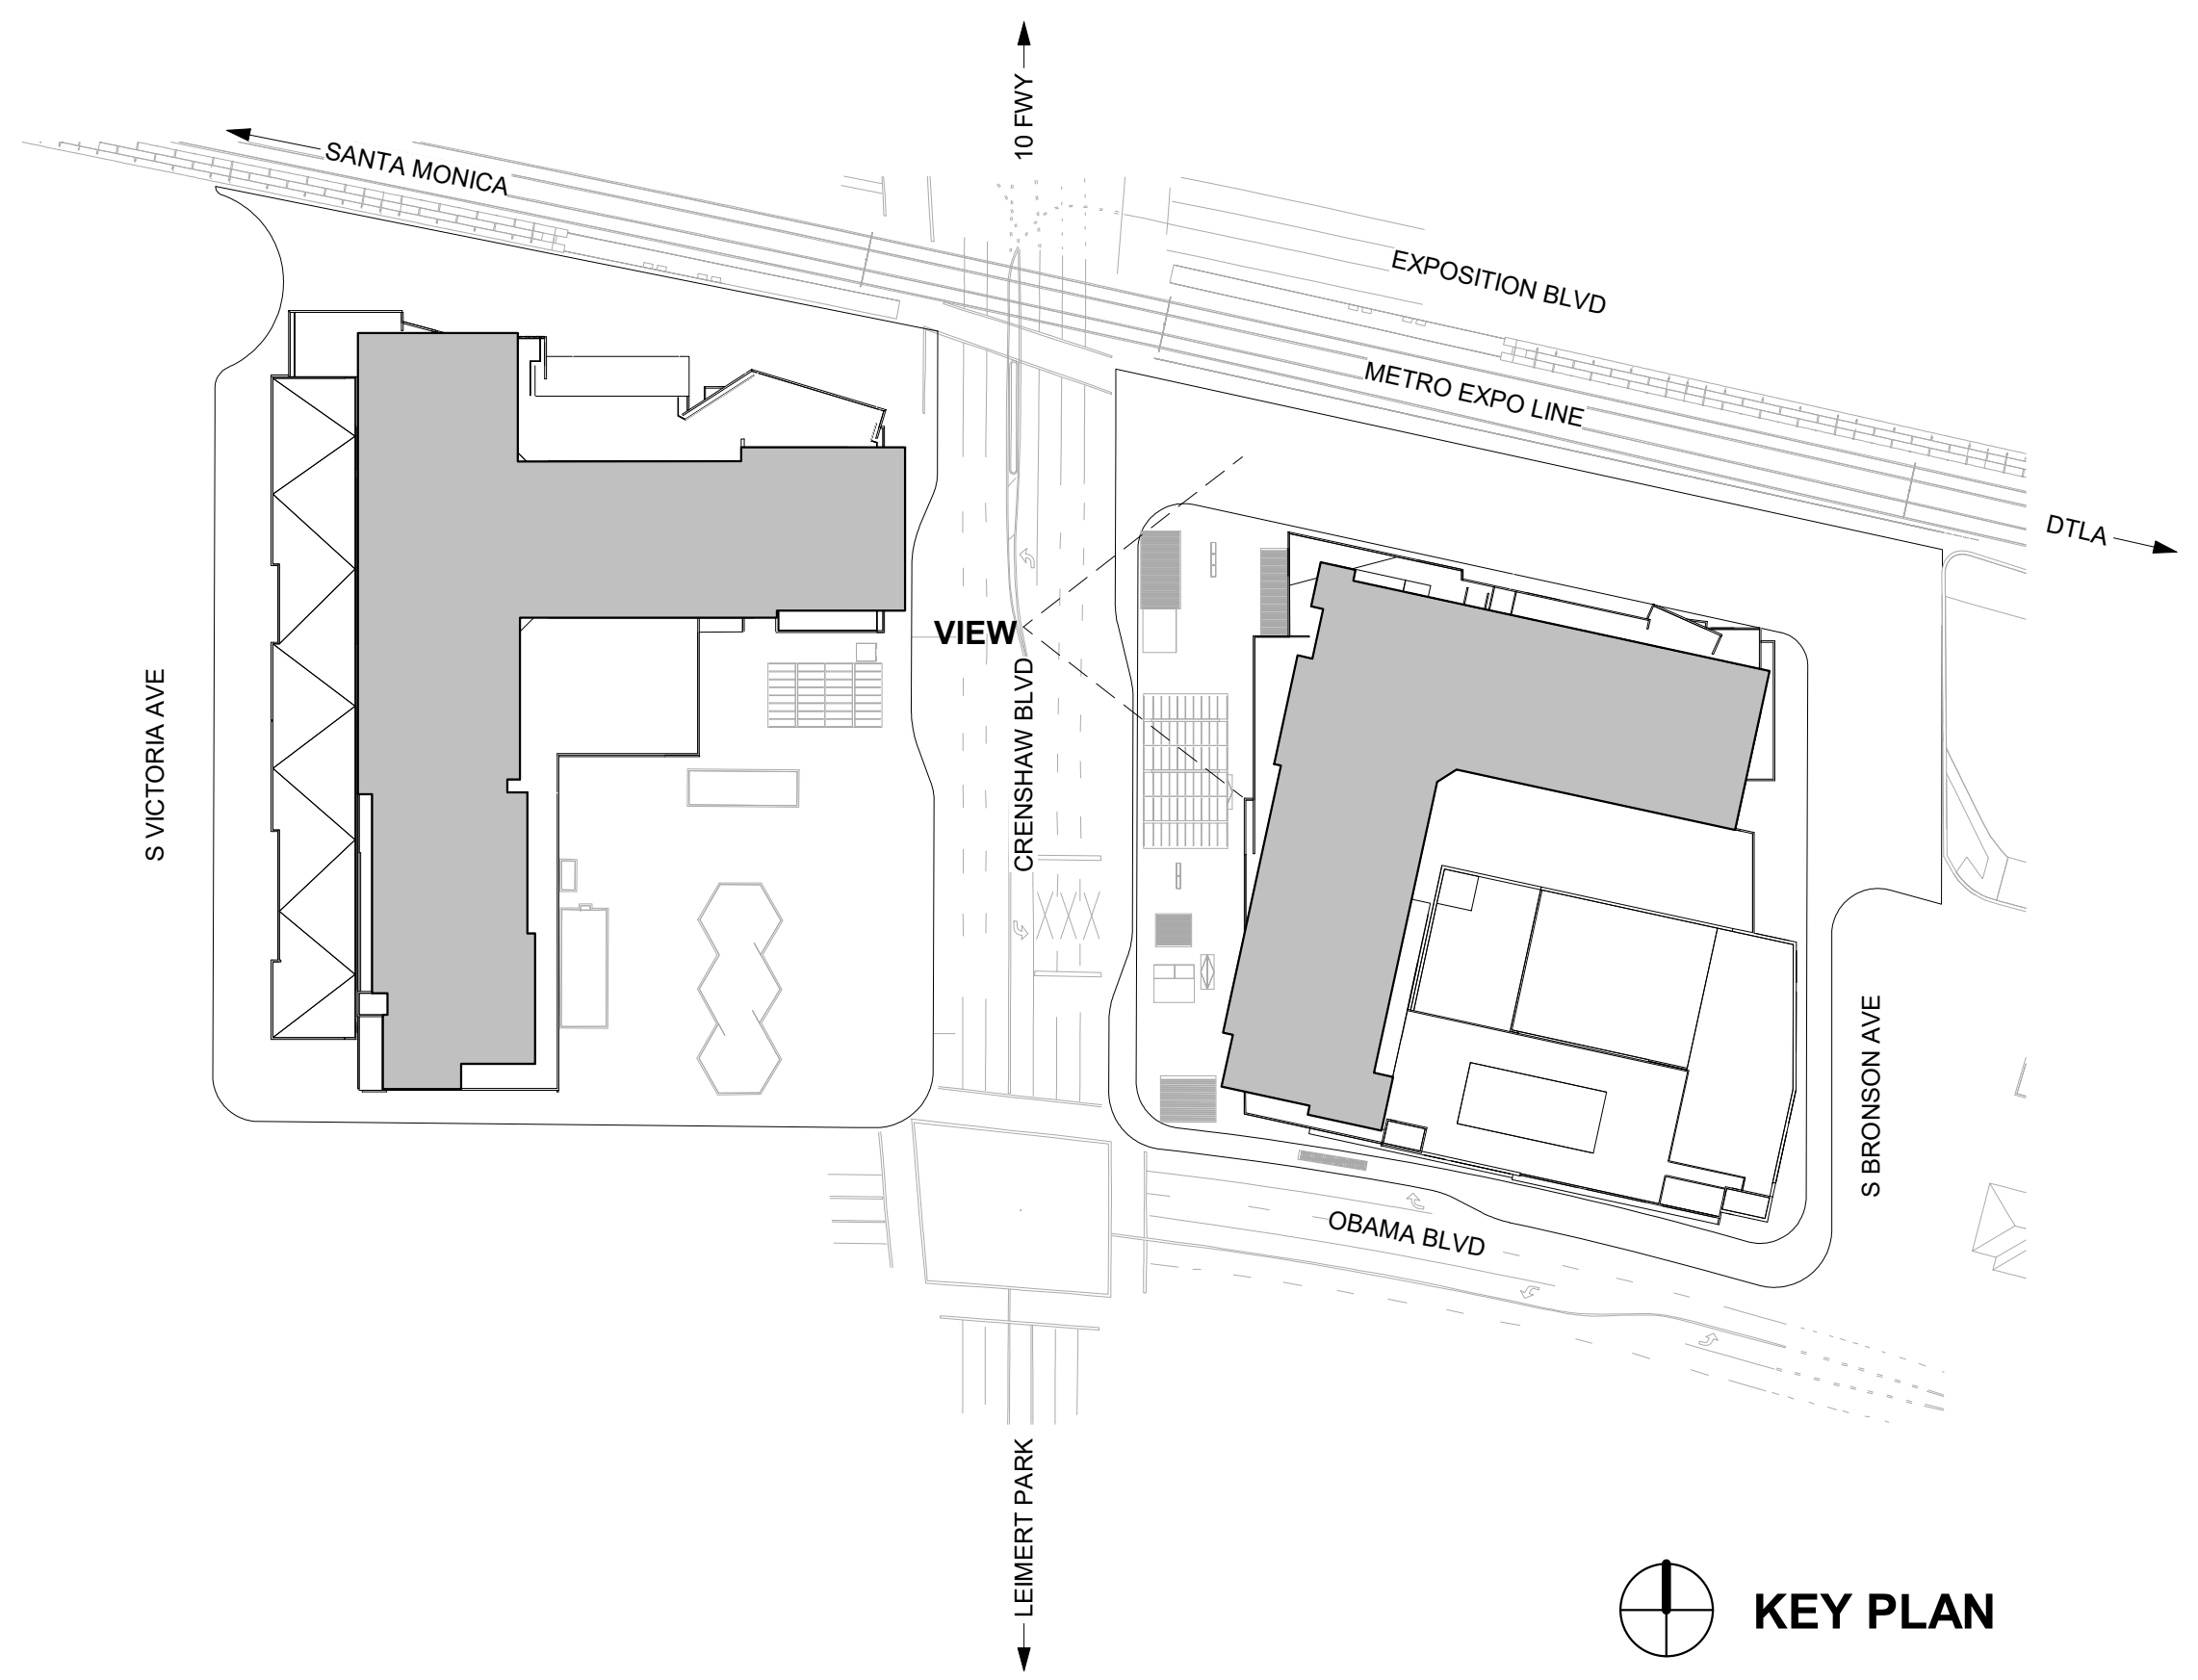 10 FWY
SANTA MONICA
EXPOSITION BLVD
METRO EXPO LINE
DTLA
VIEW
CRENSHAW BLVD
S VICTORIA AVE
S BRONSON AVE
OBAMA BLVD
LEIMERT PARK
KEY PLAN